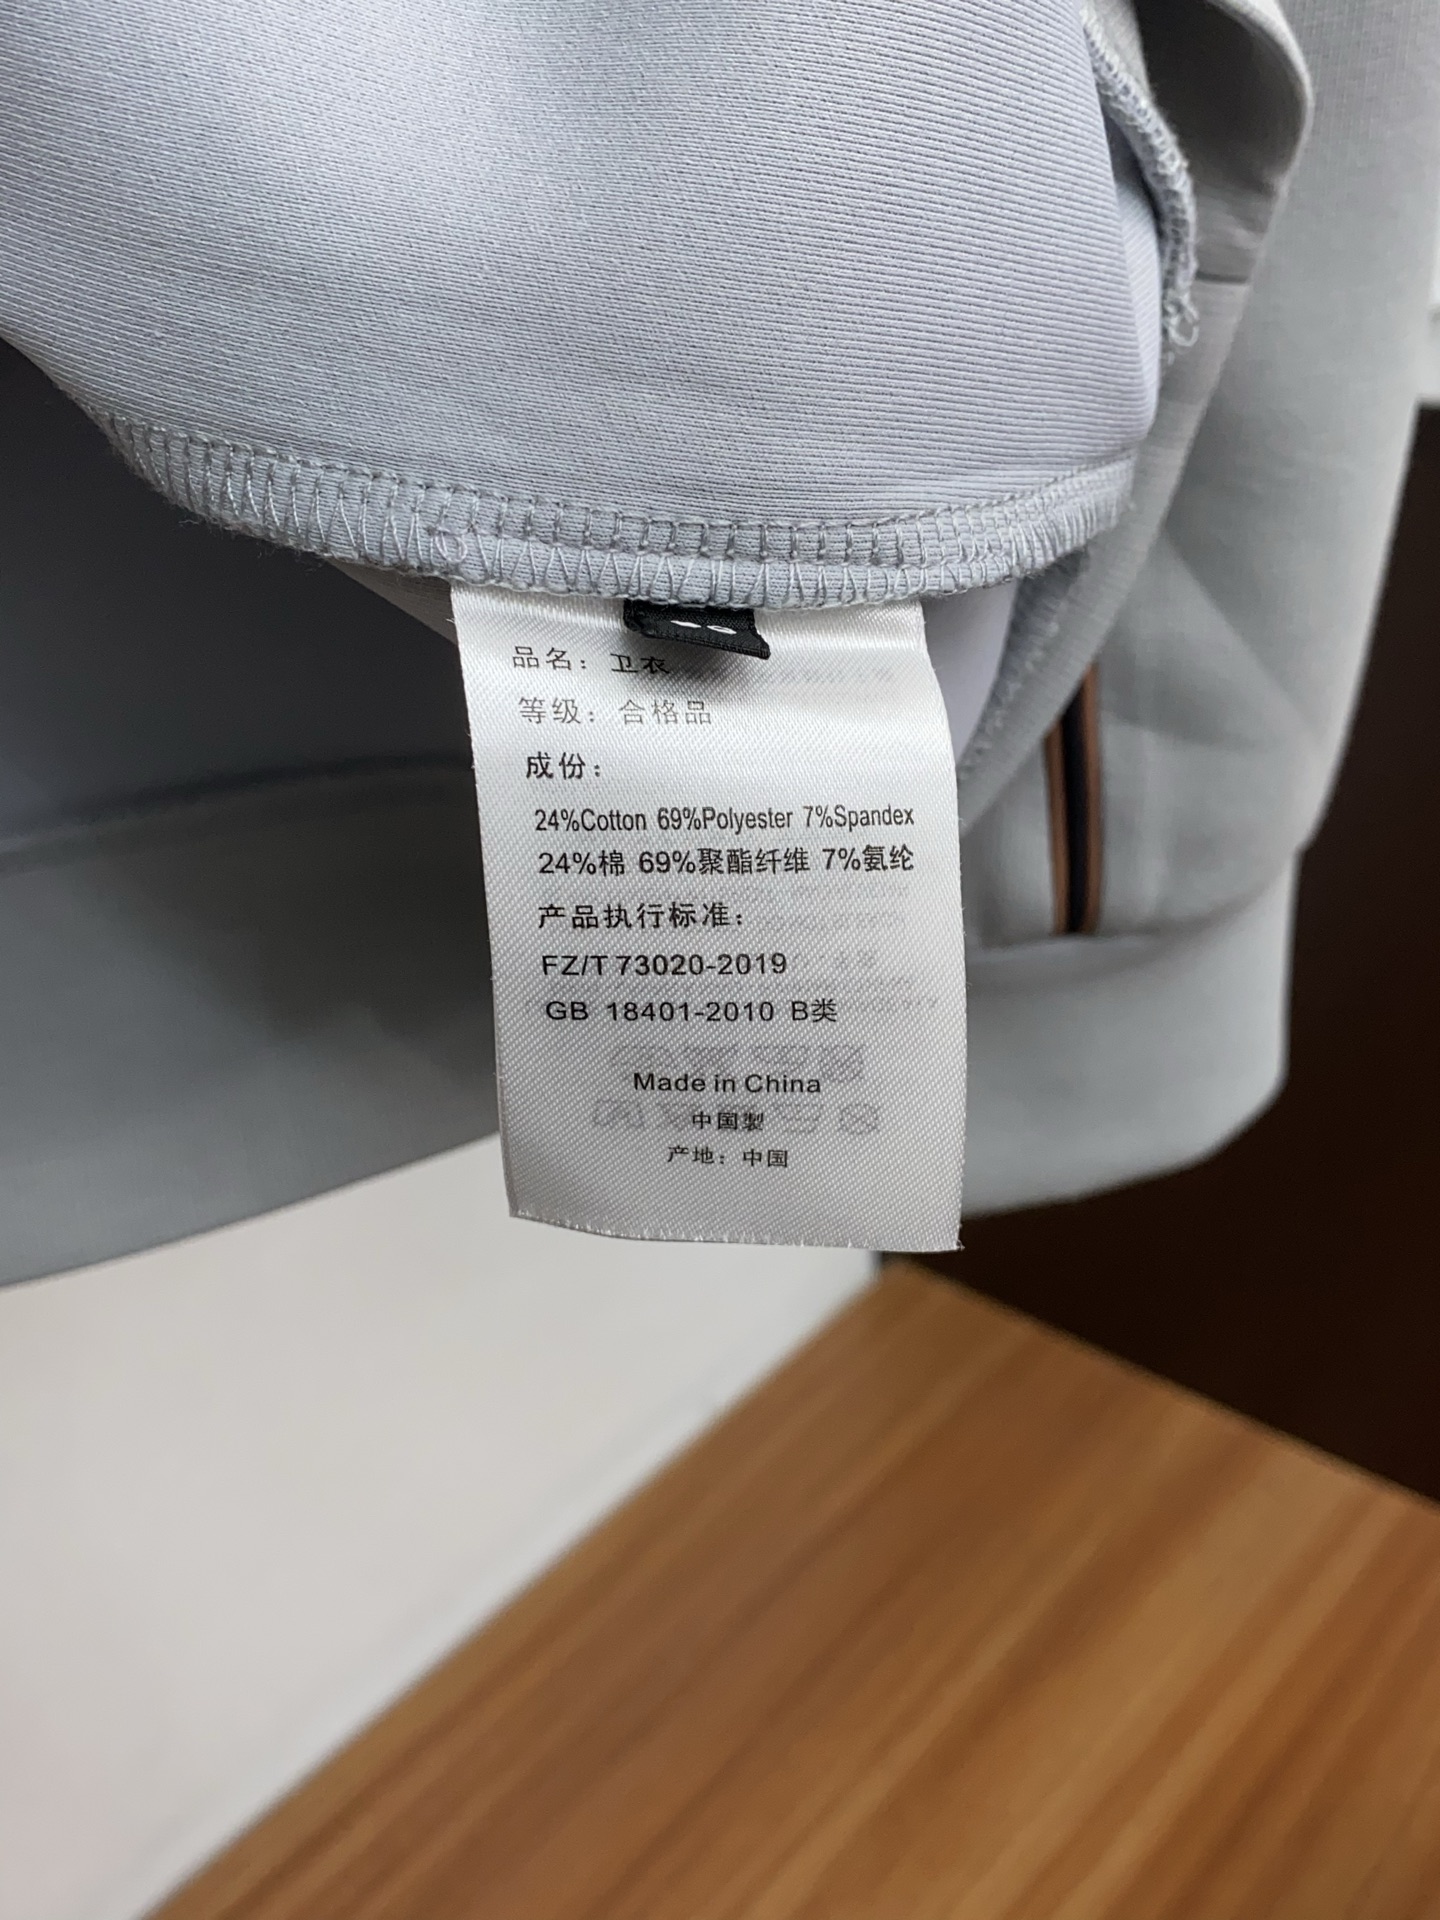 品名：卫衣
等级：合格品
成份：
24%Cotton 69%Polyester 7%Spandex
24%棉 69%聚酯纤维 7%氨纶
产品执行标准：
FZ/T 73020-2019
GB 18401-2010 B类
Made in China
中国製
产地：中国